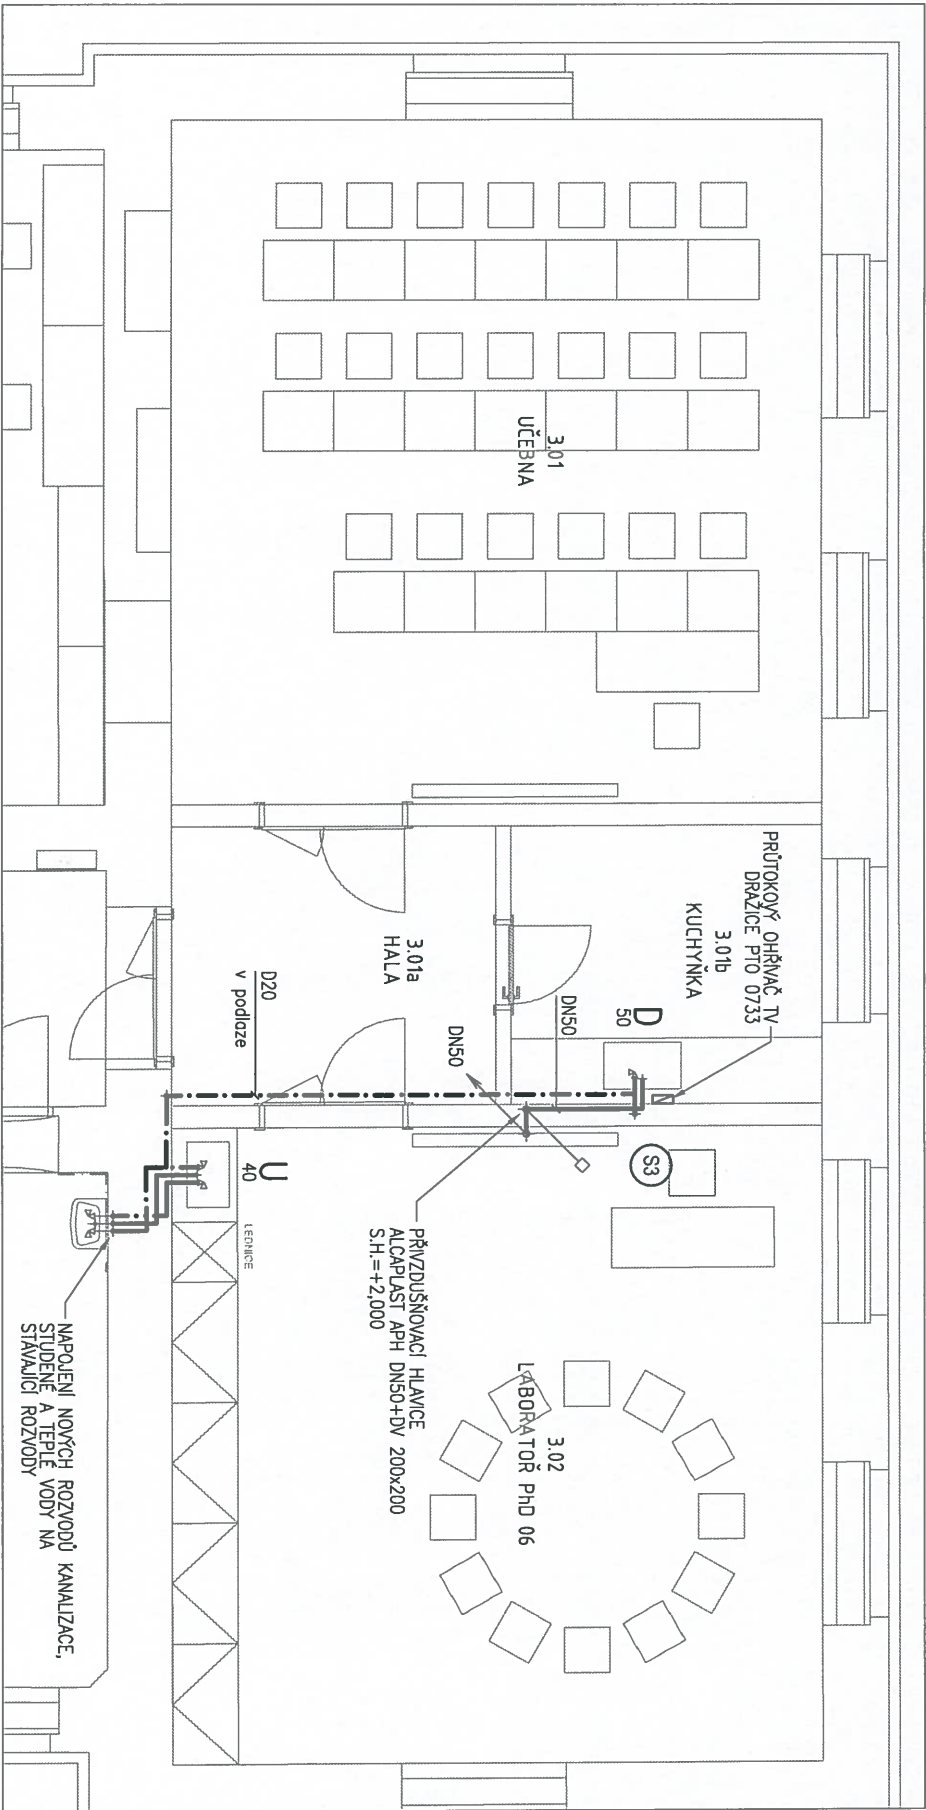 3.01
UČEBNA
PRŮTOKOVÝ OHŘÍVAČ TV
DRAŽICE PTO 0733
3.01b
KUCHYŇKA
3.01a
HALA
D20
v podlaze
D
50
DN50
DN50
S3
U
40
LEDNICE
PŘIVZDUŠŇOVACÍ HLAVICE
ALCAPLAST APH DN50+DV 200x200
S.H.=+2,000
3.02
LABORATOŘ PhD 06
NAPOJENÍ NOVÝCH ROZVODŮ KANALIZACE,
STUDENÉ A TEPLÉ VODY NA
STÁVAJÍCÍ ROZVODY